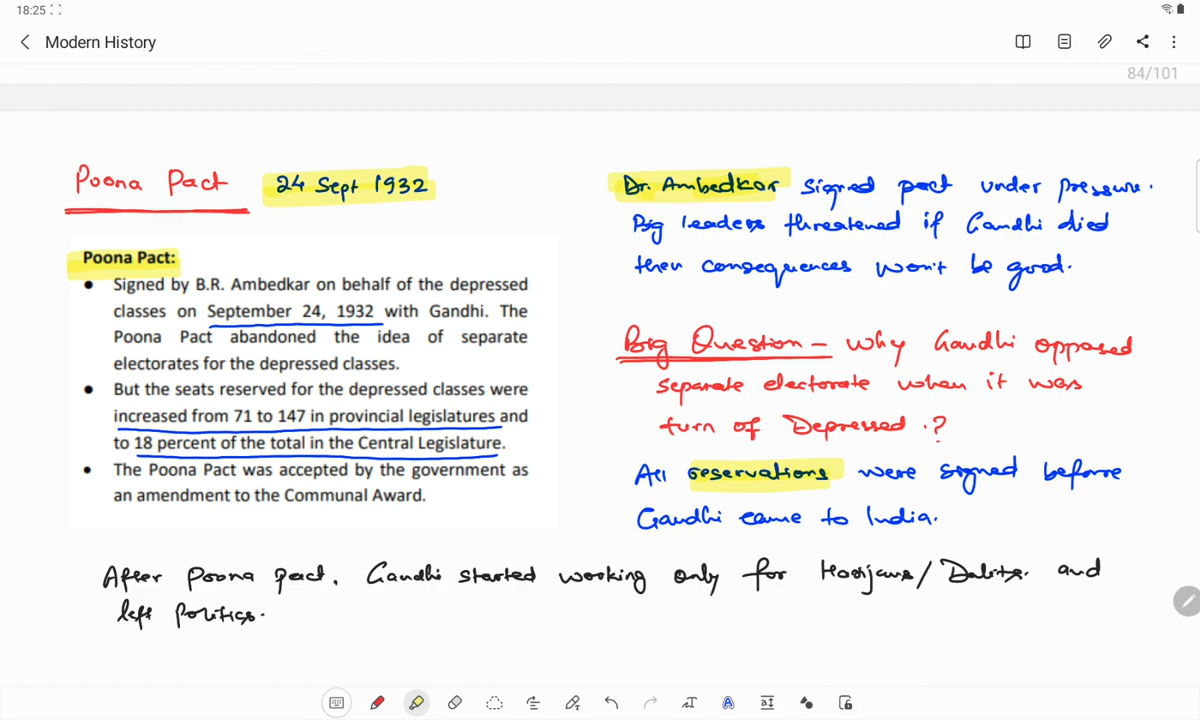 18:25
Modern History
84/101
Poona Pact 24 Sept 1932
Poona Pact:
• Signed by B.R. Ambedkar on behalf of the depressed
classes on September 24, 1932 with Gandhi. The
Poona Pact abandoned the idea of separate
electorates for the depressed classes.
• But the seats reserved for the depressed classes were
increased from 71 to 147 in provincial legislatures and
to 18 percent of the total in the Central Legislature.
• The Poona Pact was accepted by the government as
an amendment to the Communal Award.
Dr. Ambedkar signed pact under pressure.
Big leaders threatened if Gandhi died
then consequences won't be good.
Big Question - Why Gandhi opposed
separate electorate when it was
turn of Depressed.?
All reservations were signed before
Gandhi came to India.
After Poona pact, Gandhi started working only for Harijans/Dalits. and
left politics.